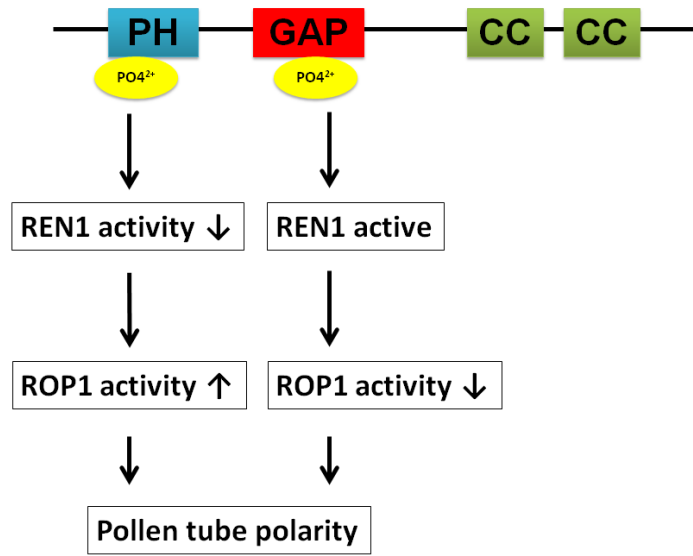 PH GAP CC CC
PO4²⁺ PO4²⁺
REN1 activity ↓ REN1 active
ROP1 activity ↑ ROP1 activity ↓
Pollen tube polarity